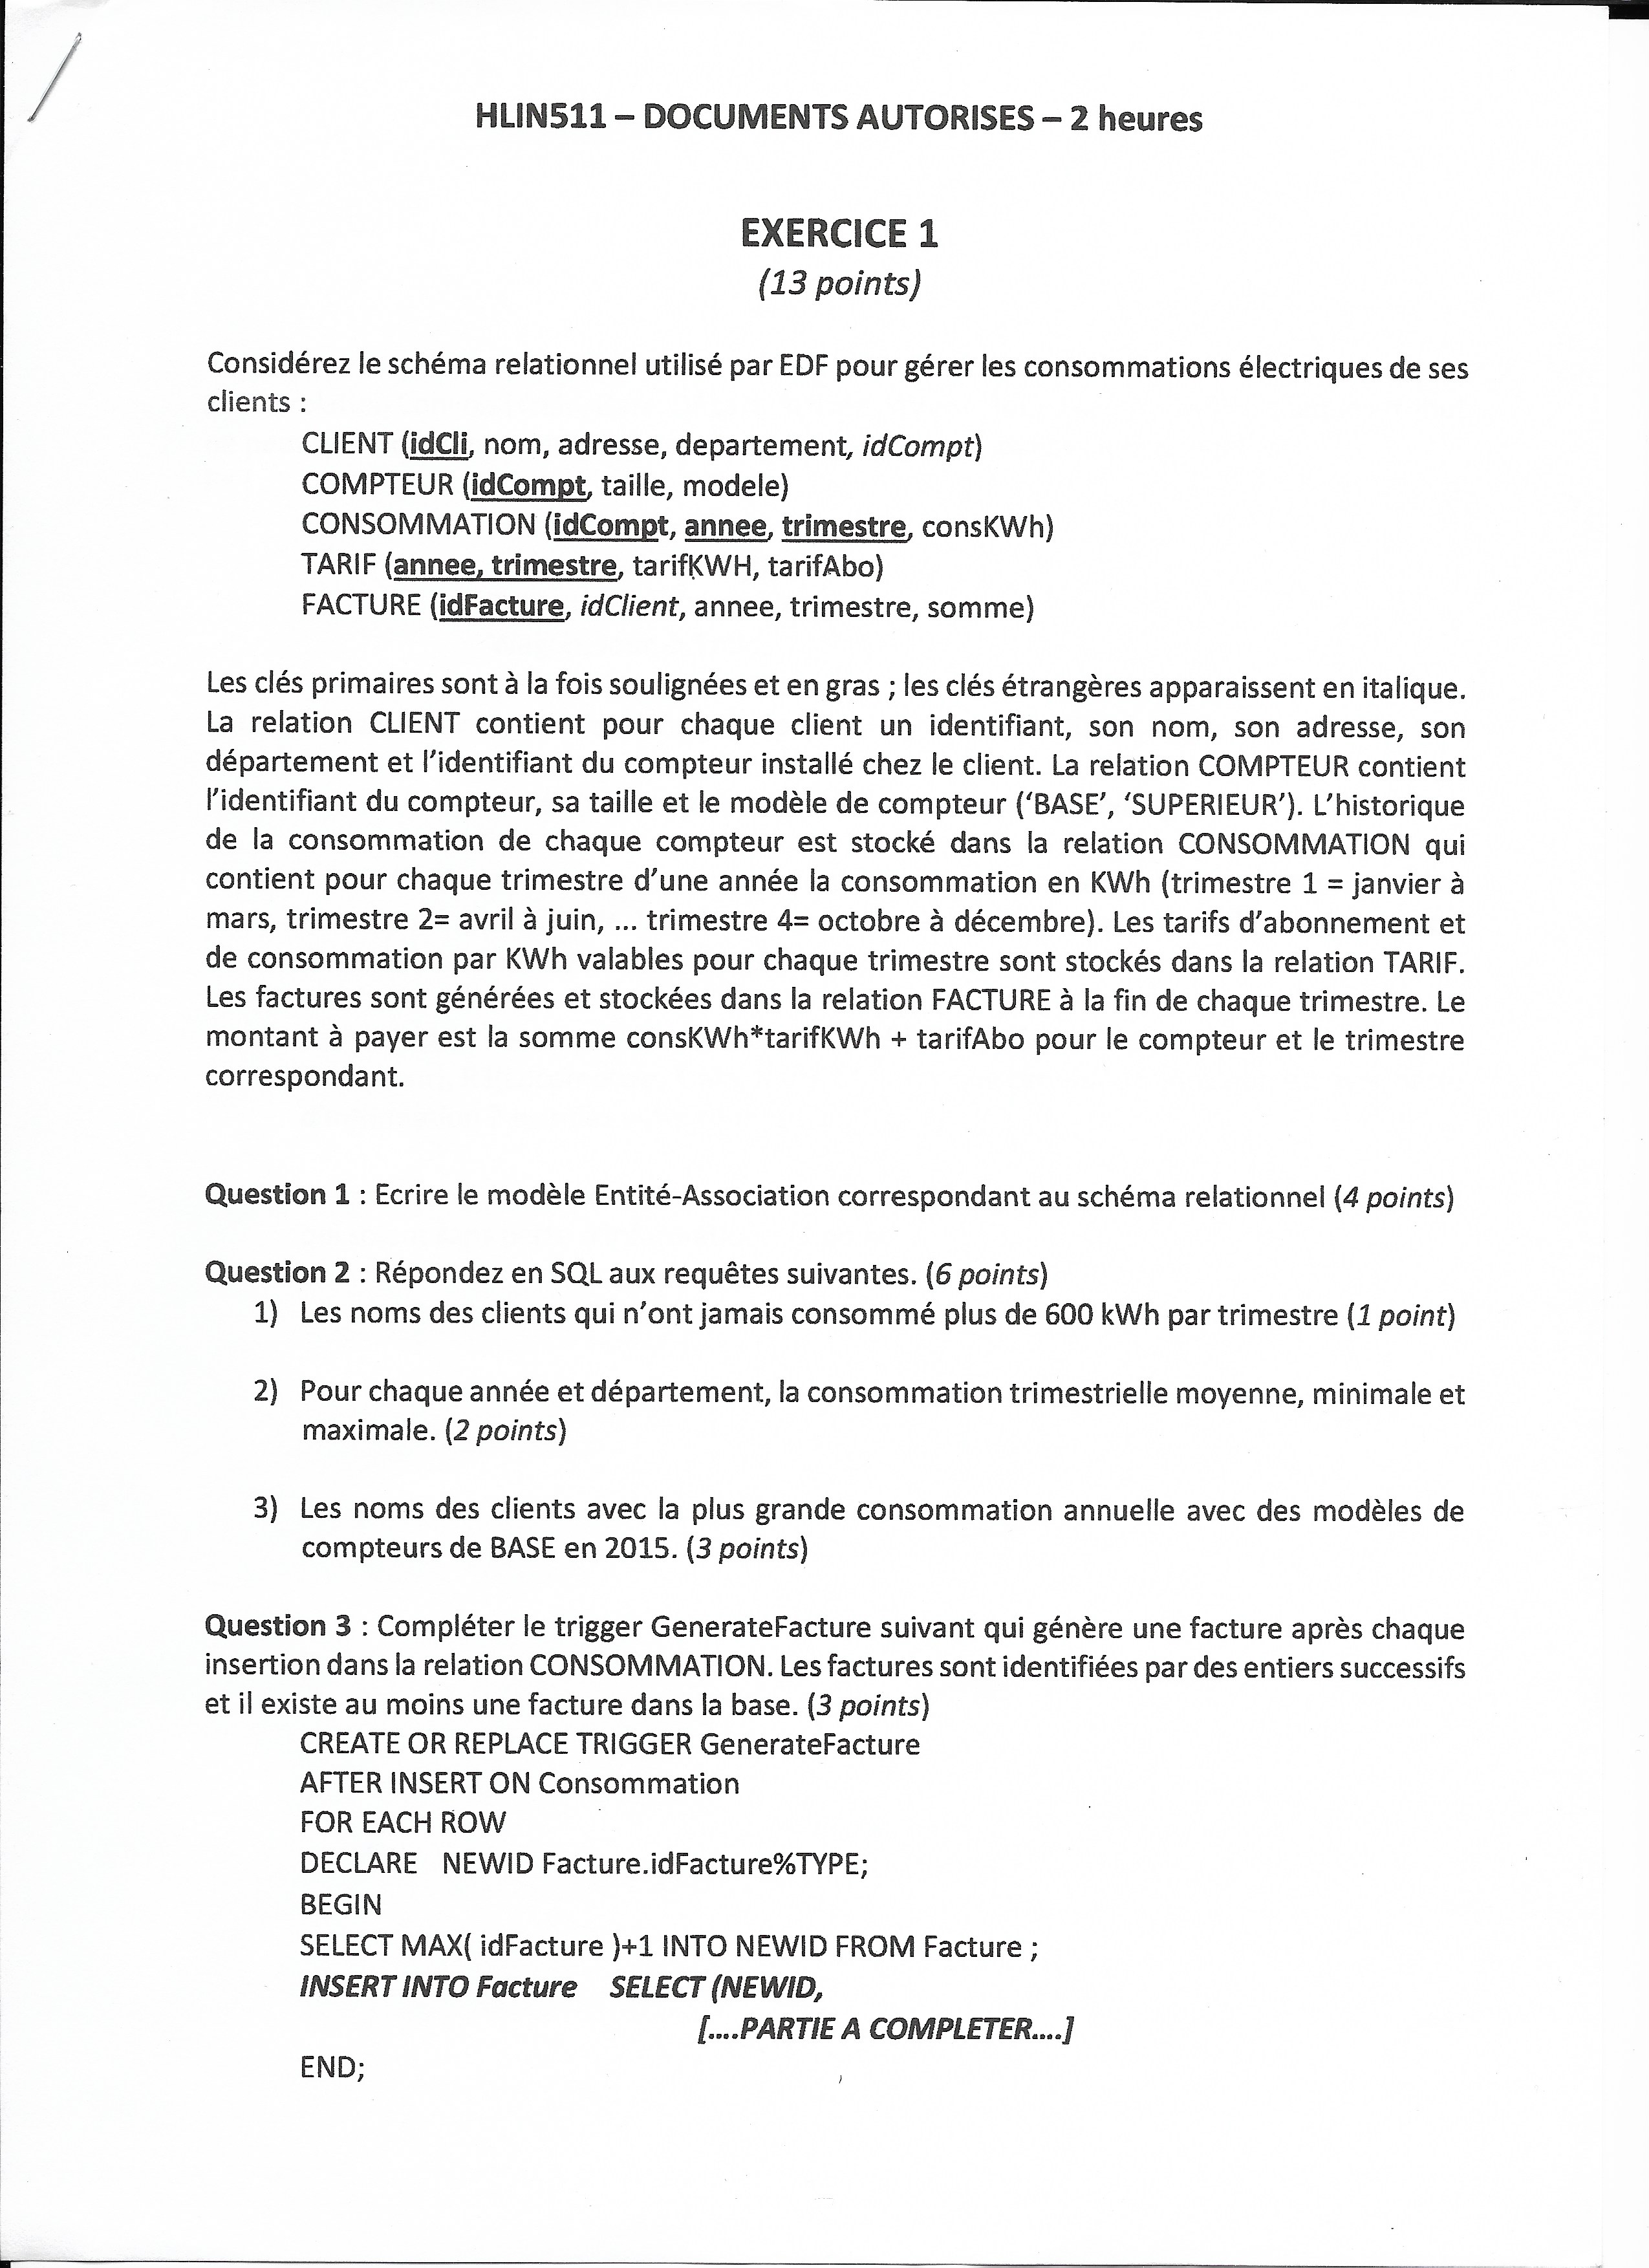 HLIN511 – DOCUMENTS AUTORISES – 2 heures
EXERCICE 1
(13 points)
Considérez le schéma relationnel utilisé par EDF pour gérer les consommations électriques de ses
clients :
CLIENT (idCli, nom, adresse, departement, idCompt)
COMPTEUR (idCompt, taille, modele)
CONSOMMATION (idCompt, annee, trimestre, consKWh)
TARIF (annee, trimestre, tarifKWH, tarifAbo)
FACTURE (idFacture, idClient, annee, trimestre, somme)
Les clés primaires sont à la fois soulignées et en gras ; les clés étrangères apparaissent en italique.
La relation CLIENT contient pour chaque client un identifiant, son nom, son adresse, son
département et l'identifiant du compteur installé chez le client. La relation COMPTEUR contient
l'identifiant du compteur, sa taille et le modèle de compteur ('BASE', 'SUPERIEUR'). L'historique
de la consommation de chaque compteur est stocké dans la relation CONSOMMATION qui
contient pour chaque trimestre d'une année la consommation en KWh (trimestre 1 = janvier à
mars, trimestre 2= avril à juin, ... trimestre 4= octobre à décembre). Les tarifs d'abonnement et
de consommation par KWh valables pour chaque trimestre sont stockés dans la relation TARIF.
Les factures sont générées et stockées dans la relation FACTURE à la fin de chaque trimestre. Le
montant à payer est la somme consKWh*tarifKWh + tarifAbo pour le compteur et le trimestre
correspondant.
Question 1 : Ecrire le modèle Entité-Association correspondant au schéma relationnel (4 points)
Question 2 : Répondez en SQL aux requêtes suivantes. (6 points)
1) Les noms des clients qui n'ont jamais consommé plus de 600 kWh par trimestre (1 point)
2) Pour chaque année et département, la consommation trimestrielle moyenne, minimale et
maximale. (2 points)
3) Les noms des clients avec la plus grande consommation annuelle avec des modèles de
compteurs de BASE en 2015. (3 points)
Question 3 : Compléter le trigger GenerateFacture suivant qui génère une facture après chaque
insertion dans la relation CONSOMMATION. Les factures sont identifiées par des entiers successifs
et il existe au moins une facture dans la base. (3 points)
CREATE OR REPLACE TRIGGER GenerateFacture
AFTER INSERT ON Consommation
FOR EACH ROW
DECLARE NEWID Facture.idFacture%TYPE;
BEGIN
SELECT MAX( idFacture )+1 INTO NEWID FROM Facture ;
INSERT INTO Facture SELECT (NEWID,
[....PARTIE A COMPLETER....]
END;